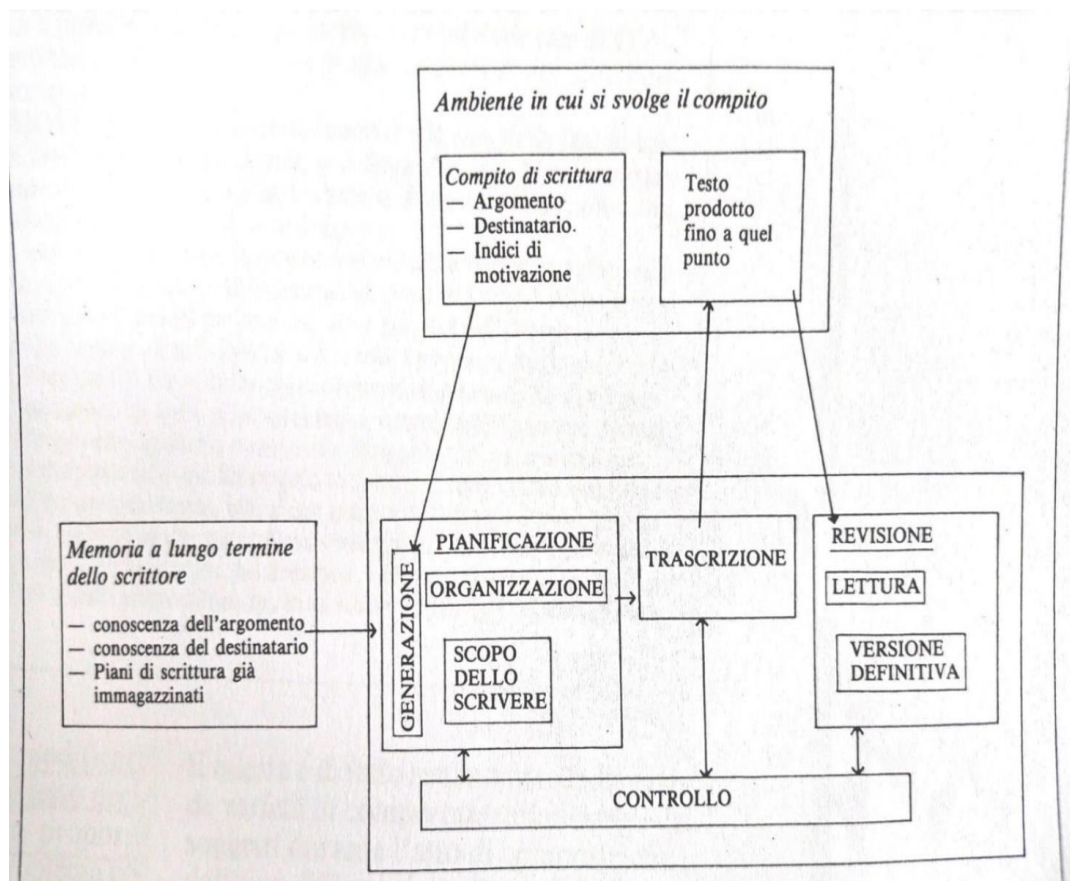 Ambiente in cui si svolge il compito
Compito di scrittura
— Argomento
— Destinatario.
— Indici di
motivazione
Testo
prodotto
fino a quel
punto
Memoria a lungo termine
dello scrittore
— conoscenza dell'argomento
— conoscenza del destinatario
— Piani di scrittura già
immagazzinati
GENERAZIONE
PIANIFICAZIONE
ORGANIZZAZIONE
SCOPO
DELLO
SCRIVERE
TRASCRIZIONE
REVISIONE
LETTURA
VERSIONE
DEFINITIVA
CONTROLLO